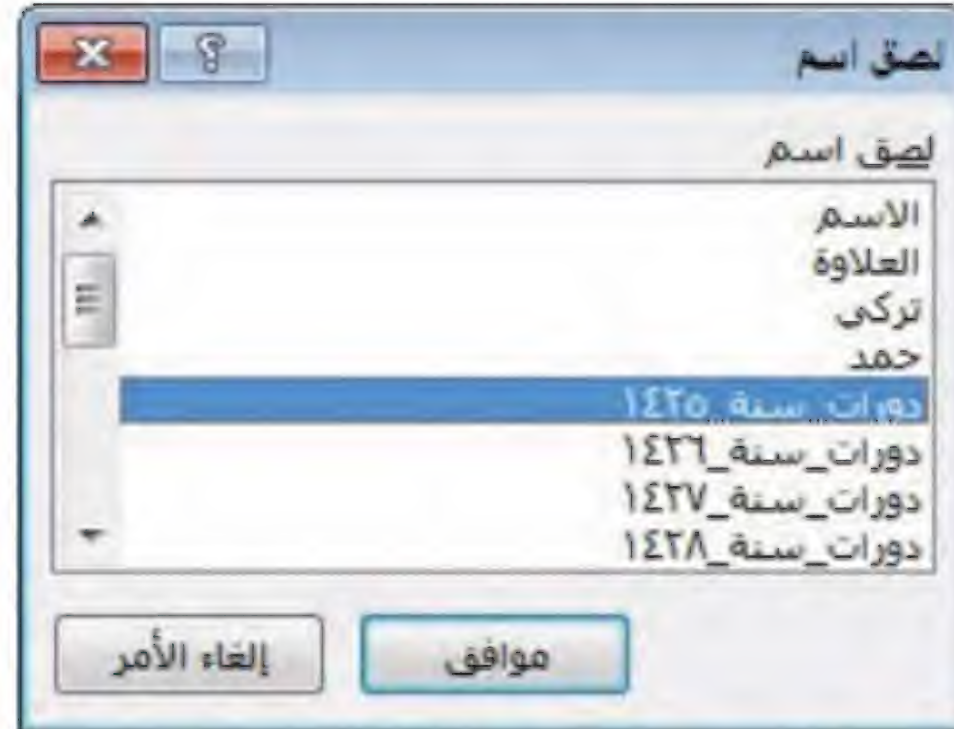 لصق اسم
لصق اسم
الاسم
العلاوة
تركي
حمد
دورات_سنة_١٤٢٥
دورات_سنة_١٤٢٦
دورات_سنة_١٤٢٧
دورات_سنة_١٤٢٨
موافق
إلغاء الأمر